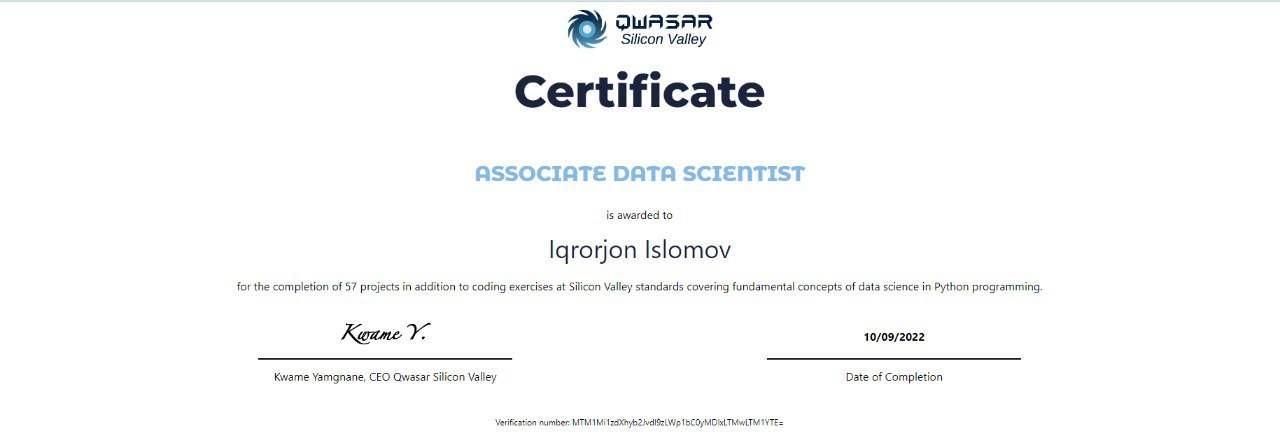 QWASAR
Silicon Valley
Certificate
ASSOCIATE DATA SCIENTIST
is awarded to
Iqrorjon Islomov
for the completion of 57 projects in addition to coding exercises at Silicon Valley standards covering fundamental concepts of data science in Python programming.
Kwame Y.
10/09/2022
Kwame Yamgnane, CEO Qwasar Silicon Valley
Date of Completion
Verification number: